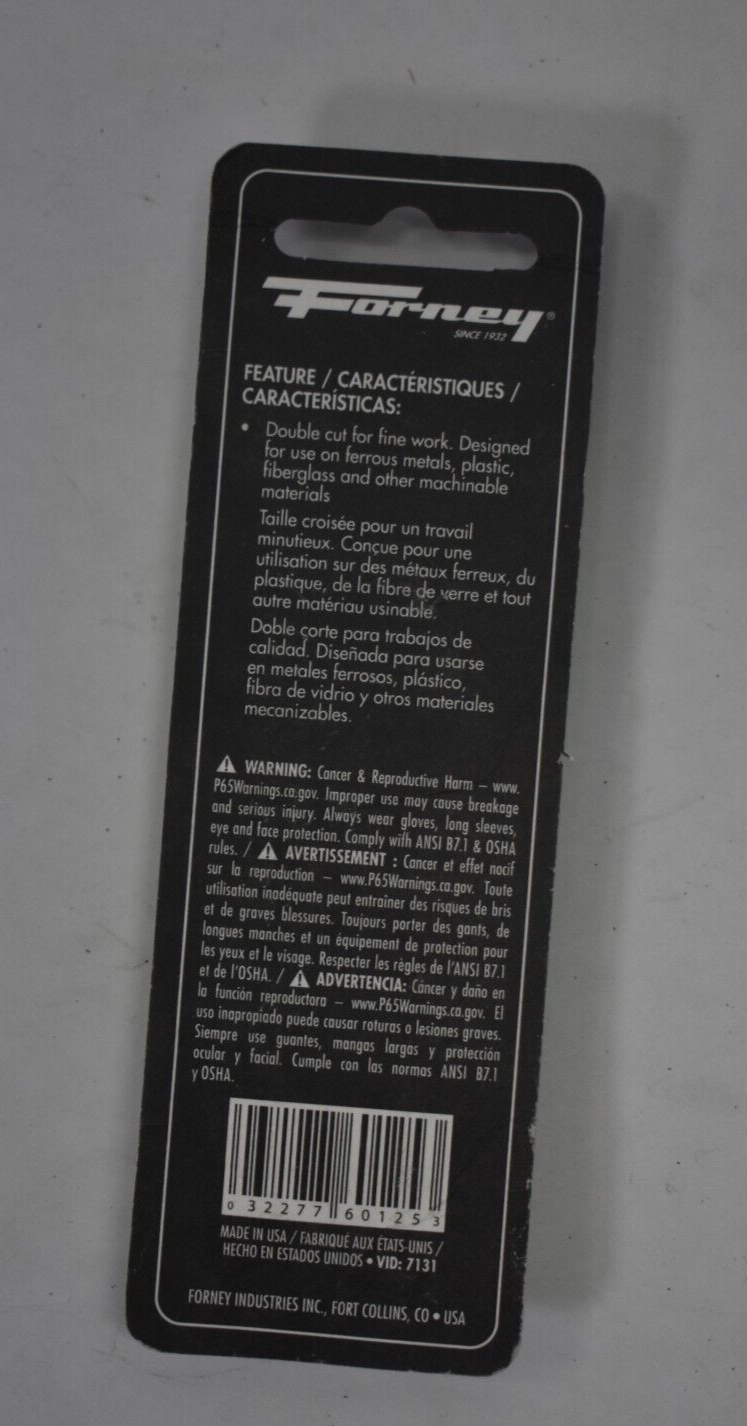 Forney®
SINCE 1932
FEATURE / CARACTÉRISTIQUES /
CARACTERÍSTICAS:
• Double cut for fine work. Designed
for use on ferrous metals, plastic,
fiberglass and other machinable
materials
Taille croisée pour un travail
minutieux. Conçue pour une
utilisation sur des métaux ferreux, du
plastique, de la fibre de verre et tout
autre matériau usinable.
Doble corte para trabajos de
calidad. Diseñada para usarse
en metales ferrosos, plástico,
fibra de vidrio y otros materiales
mecanizables.
⚠ WARNING: Cancer & Reproductive Harm – www.
P65Warnings.ca.gov. Improper use may cause breakage
and serious injury. Always wear gloves, long sleeves,
eye and face protection. Comply with ANSI B7.1 & OSHA
rules. / ⚠ AVERTISSEMENT : Cancer et effet nocif
sur la reproduction – www.P65Warnings.ca.gov. Toute
utilisation inadéquate peut entraîner des risques de bris
et de graves blessures. Toujours porter des gants, de
longues manches et un équipement de protection pour
les yeux et le visage. Respecter les règles de l'ANSI B7.1
et de l'OSHA. / ⚠ ADVERTENCIA: Cáncer y daño en
la función reproductora – www.P65Warnings.ca.gov. El
uso inapropiado puede causar roturas o lesiones graves.
Siempre use guantes, mangas largas y protección
ocular y facial. Cumple con las normas ANSI B7.1
y OSHA.
0 32277 60125 3
MADE IN USA / FABRIQUÉ AUX ÉTATS-UNIS /
HECHO EN ESTADOS UNIDOS • VID: 7131
FORNEY INDUSTRIES INC., FORT COLLINS, CO • USA